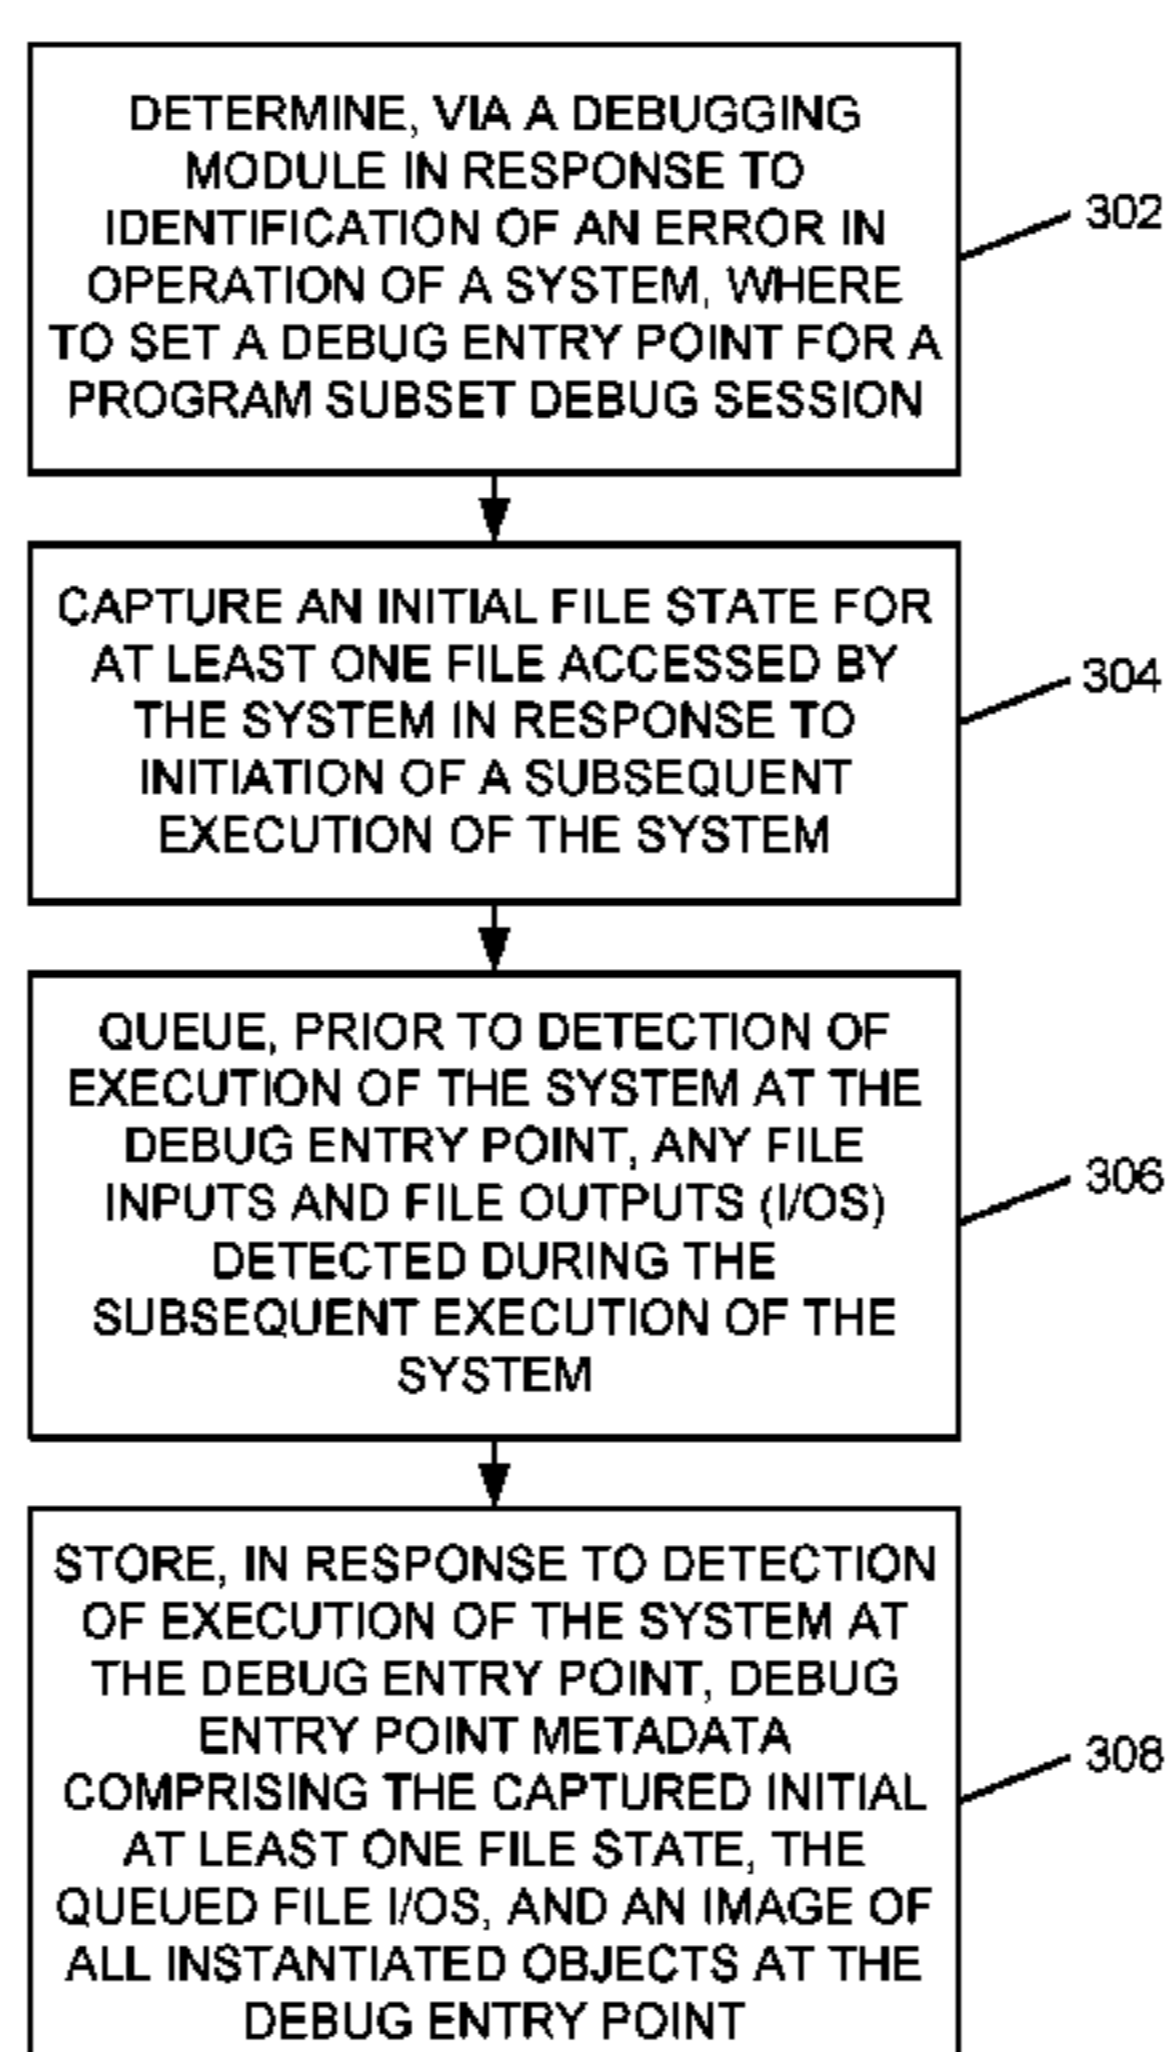 DETERMINE, VIA A DEBUGGING
MODULE IN RESPONSE TO
IDENTIFICATION OF AN ERROR IN
OPERATION OF A SYSTEM, WHERE
TO SET A DEBUG ENTRY POINT FOR A
PROGRAM SUBSET DEBUG SESSION
302
CAPTURE AN INITIAL FILE STATE FOR
AT LEAST ONE FILE ACCESSED BY
THE SYSTEM IN RESPONSE TO
INITIATION OF A SUBSEQUENT
EXECUTION OF THE SYSTEM
304
QUEUE, PRIOR TO DETECTION OF
EXECUTION OF THE SYSTEM AT THE
DEBUG ENTRY POINT, ANY FILE
INPUTS AND FILE OUTPUTS (I/OS)
DETECTED DURING THE
SUBSEQUENT EXECUTION OF THE
SYSTEM
306
STORE, IN RESPONSE TO DETECTION
OF EXECUTION OF THE SYSTEM AT
THE DEBUG ENTRY POINT, DEBUG
ENTRY POINT METADATA
COMPRISING THE CAPTURED INITIAL
AT LEAST ONE FILE STATE, THE
QUEUED FILE I/OS, AND AN IMAGE OF
ALL INSTANTIATED OBJECTS AT THE
DEBUG ENTRY POINT
308